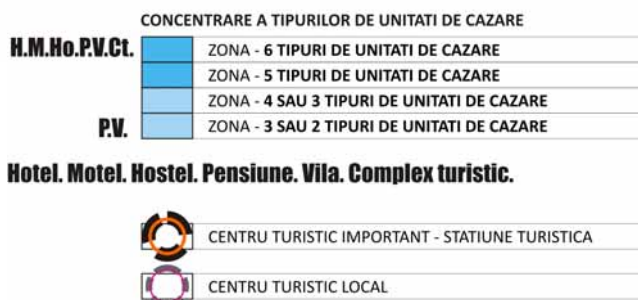 CONCENTRARE A TIPURILOR DE UNITATI DE CAZARE
H.M.Ho.P.V.Ct. ZONA - 6 TIPURI DE UNITATI DE CAZARE
ZONA - 5 TIPURI DE UNITATI DE CAZARE
ZONA - 4 SAU 3 TIPURI DE UNITATI DE CAZARE
P.V. ZONA - 3 SAU 2 TIPURI DE UNITATI DE CAZARE
Hotel. Motel. Hostel. Pensiune. Vila. Complex turistic.
CENTRU TURISTIC IMPORTANT - STATIUNE TURISTICA
CENTRU TURISTIC LOCAL